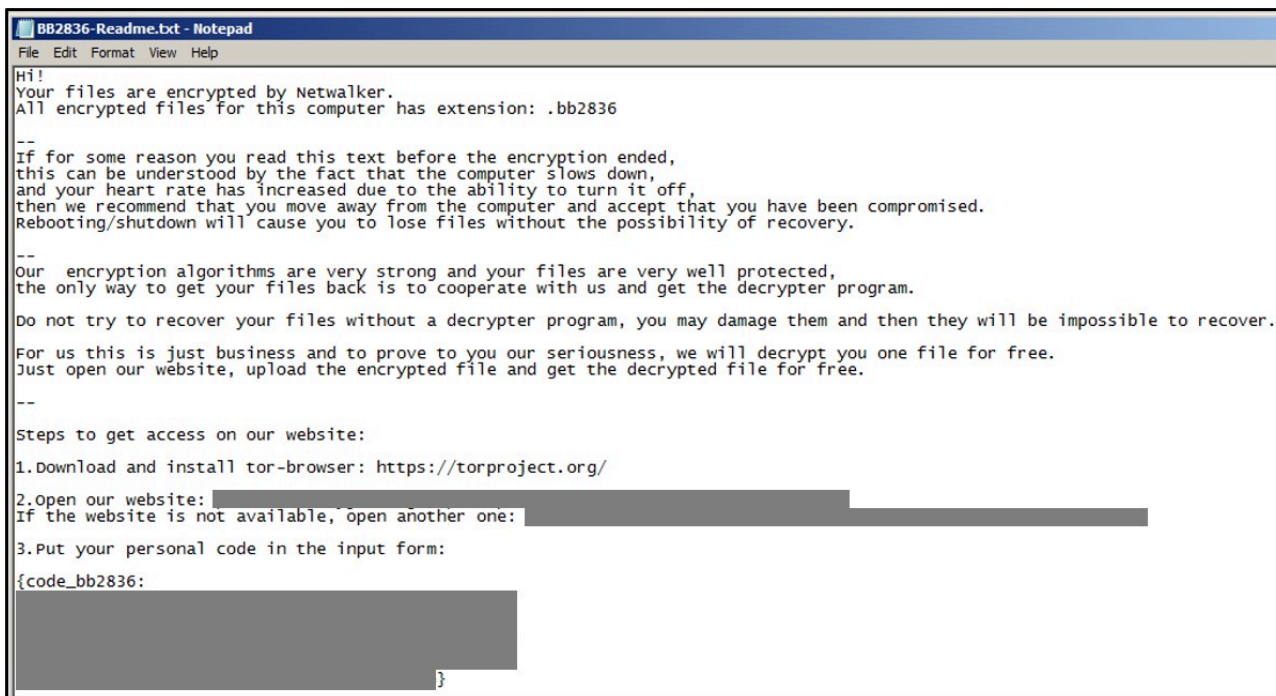 BB2836-Readme.txt - Notepad
File Edit Format View Help
Hi!
Your files are encrypted by Netwalker.
All encrypted files for this computer has extension: .bb2836
--
If for some reason you read this text before the encryption ended,
this can be understood by the fact that the computer slows down,
and your heart rate has increased due to the ability to turn it off,
then we recommend that you move away from the computer and accept that you have been compromised.
Rebooting/shutdown will cause you to lose files without the possibility of recovery.
--
Our  encryption algorithms are very strong and your files are very well protected,
the only way to get your files back is to cooperate with us and get the decrypter program.
Do not try to recover your files without a decrypter program, you may damage them and then they will be impossible to recover.
For us this is just business and to prove to you our seriousness, we will decrypt you one file for free.
Just open our website, upload the encrypted file and get the decrypted file for free.
--
Steps to get access on our website:
1.Download and install tor-browser: https://torproject.org/
2.Open our website:
If the website is not available, open another one:
3.Put your personal code in the input form:
{code_bb2836:
}